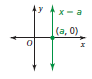 y
x = a
(a, 0)
O
x